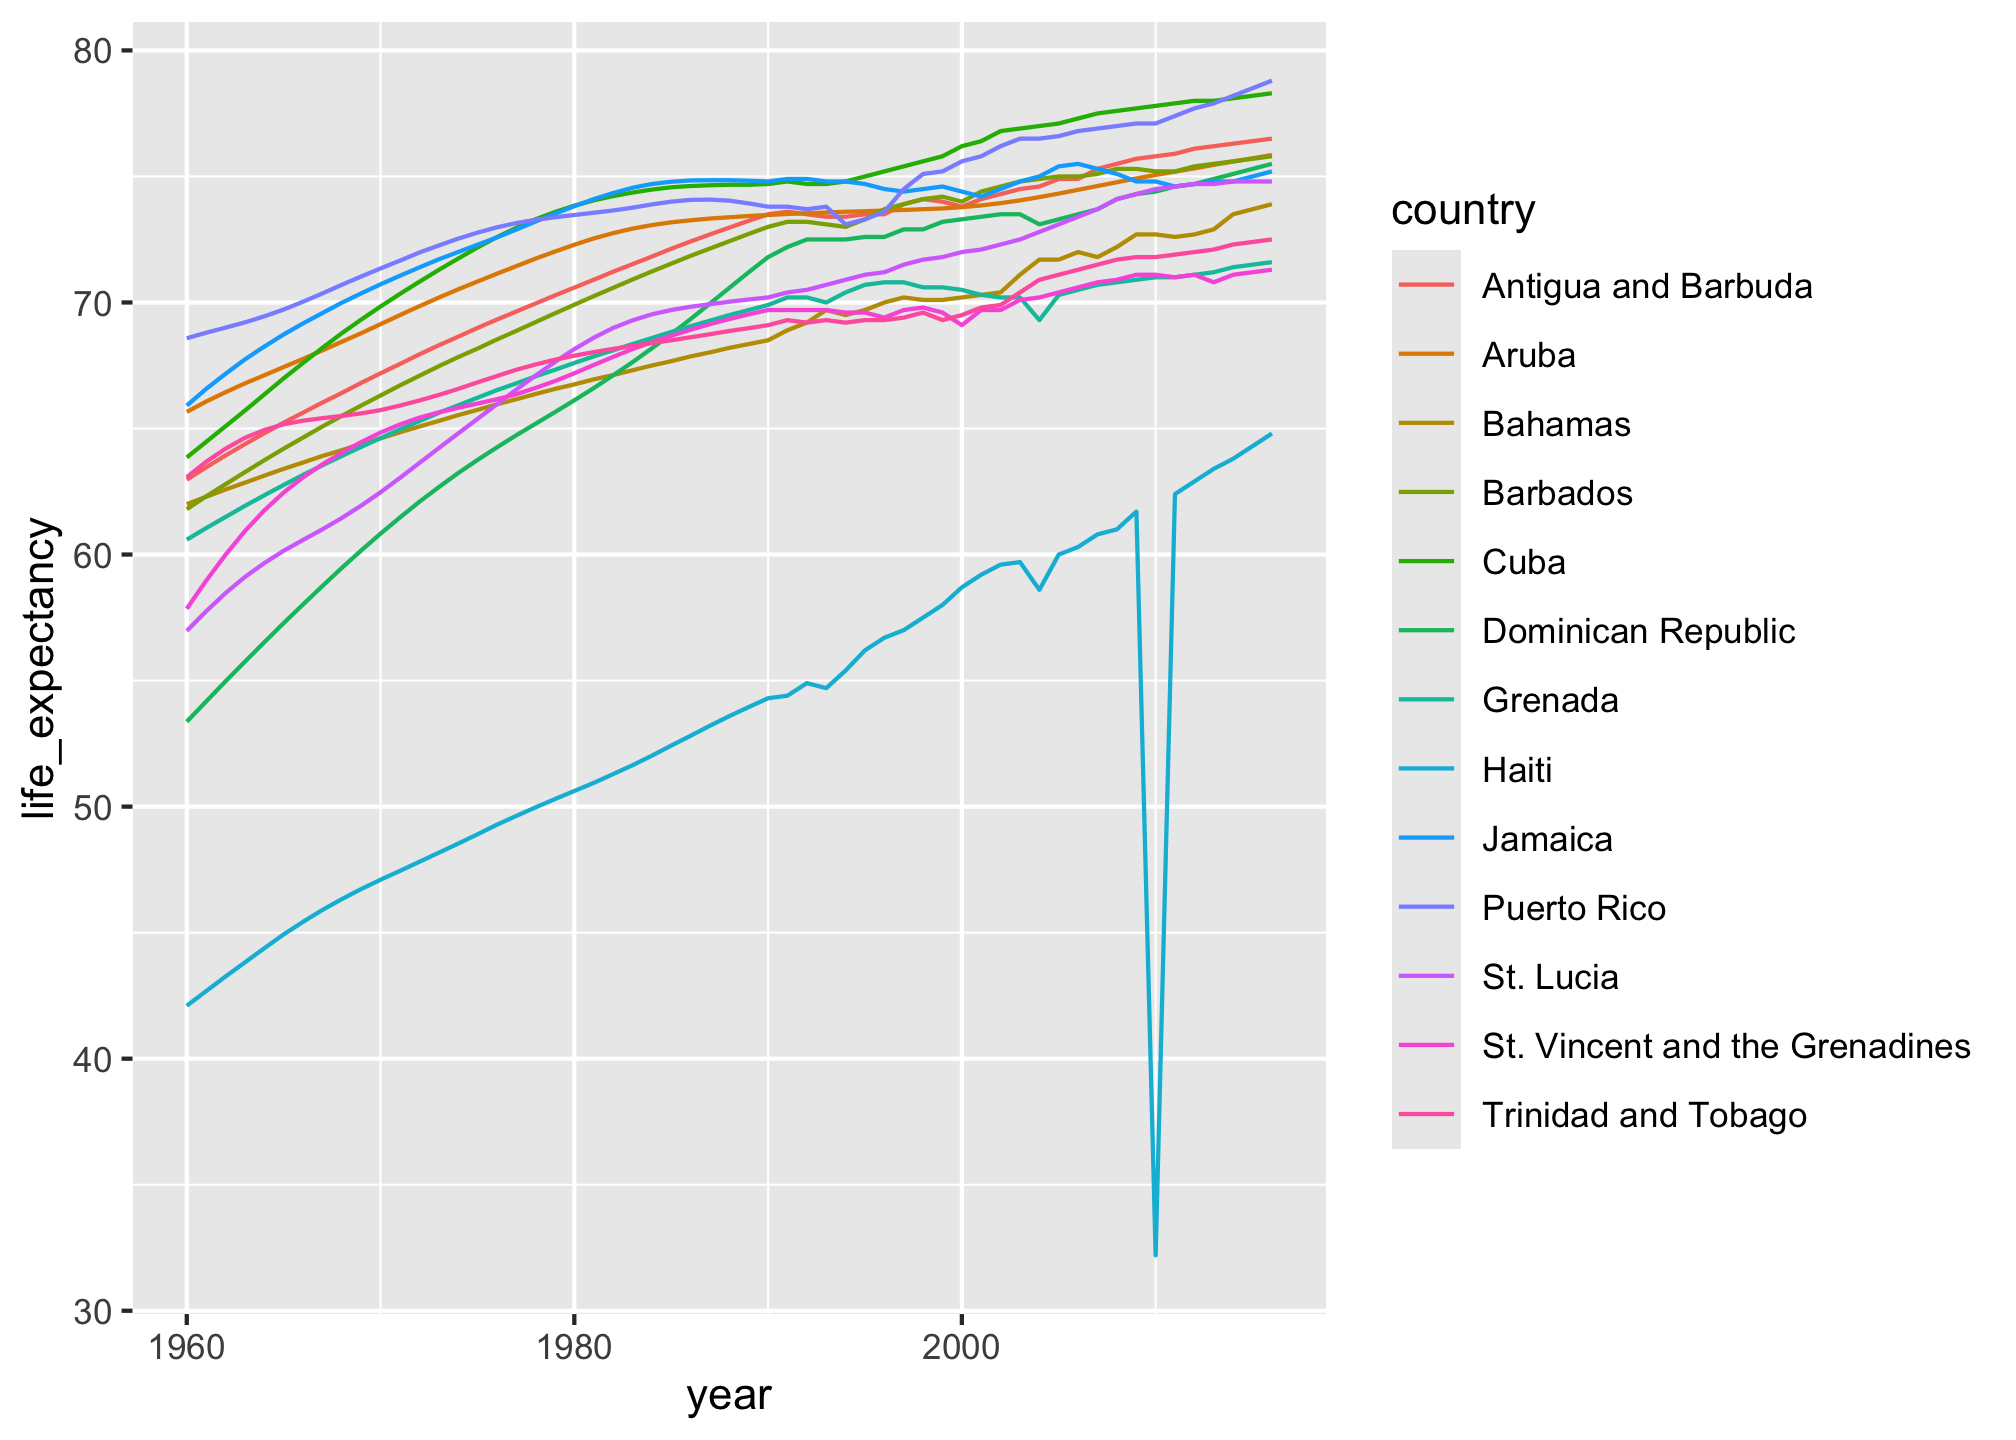 80
70
60
50
40
30
life_expectancy
1960
1980
2000
year
country
Antigua and Barbuda
Aruba
Bahamas
Barbados
Cuba
Dominican Republic
Grenada
Haiti
Jamaica
Puerto Rico
St. Lucia
St. Vincent and the Grenadines
Trinidad and Tobago